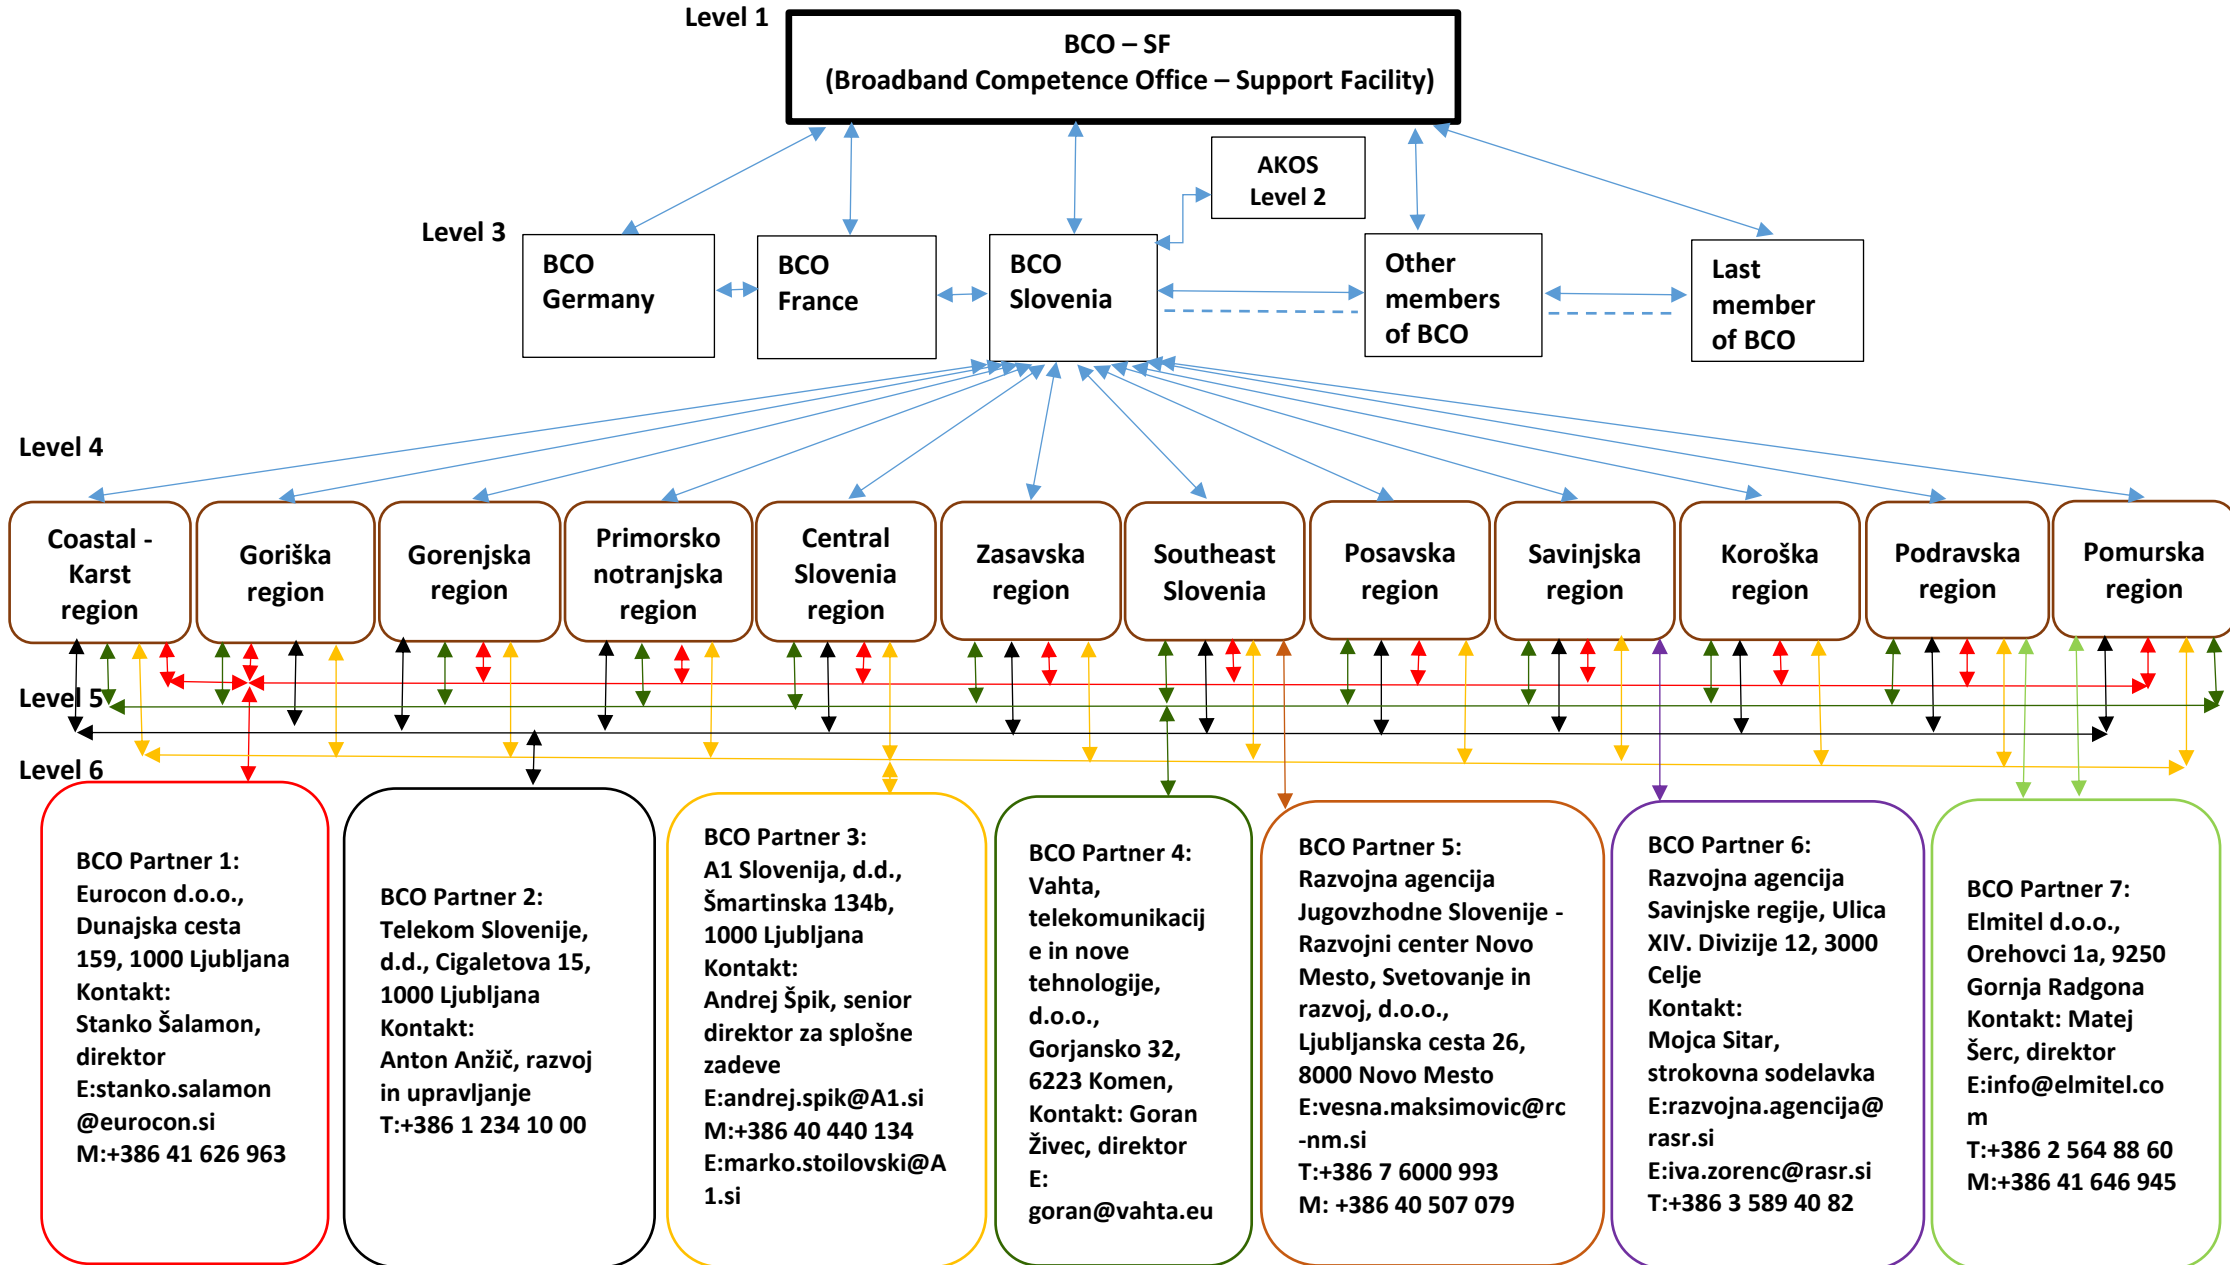 Level 1
BCO – SF
(Broadband Competence Office – Support Facility)
AKOS
Level 2
Level 3
BCO
Germany
BCO
France
BCO
Slovenia
Other
members
of BCO
Last
member
of BCO
Level 4
Coastal -
Karst
region
Goriška
region
Gorenjska
region
Primorsko
notranjska
region
Central
Slovenia
region
Zasavska
region
Southeast
Slovenia
Posavska
region
Savinjska
region
Koroška
region
Podravska
region
Pomurska
region
Level 5
Level 6
BCO Partner 1:
Eurocon d.o.o.,
Dunajska cesta
159, 1000 Ljubljana
Kontakt:
Stanko Šalamon,
direktor
E:stanko.salamon
@eurocon.si
M:+386 41 626 963
BCO Partner 2:
Telekom Slovenije,
d.d., Cigaletova 15,
1000 Ljubljana
Kontakt:
Anton Anžič, razvoj
in upravljanje
T:+386 1 234 10 00
BCO Partner 3:
A1 Slovenija, d.d.,
Šmartinska 134b,
1000 Ljubljana
Kontakt:
Andrej Špik, senior
direktor za splošne
zadeve
E:andrej.spik@A1.si
M:+386 40 440 134
E:marko.stoilovski@A
1.si
BCO Partner 4:
Vahta,
telekomunikacij
e in nove
tehnologije,
d.o.o.,
Gorjansko 32,
6223 Komen,
Kontakt: Goran
Živec, direktor
E:
goran@vahta.eu
BCO Partner 5:
Razvojna agencija
Jugovzhodne Slovenije -
Razvojni center Novo
Mesto, Svetovanje in
razvoj, d.o.o.,
Ljubljanska cesta 26,
8000 Novo Mesto
E:vesna.maksimovic@rc
-nm.si
T:+386 7 6000 993
M: +386 40 507 079
BCO Partner 6:
Razvojna agencija
Savinjske regije, Ulica
XIV. Divizije 12, 3000
Celje
Kontakt:
Mojca Sitar,
strokovna sodelavka
E:razvojna.agencija@
rasr.si
E:iva.zorenc@rasr.si
T:+386 3 589 40 82
BCO Partner 7:
Elmitel d.o.o.,
Orehovci 1a, 9250
Gornja Radgona
Kontakt: Matej
Šerc, direktor
E:info@elmitel.co
m
T:+386 2 564 88 60
M:+386 41 646 945